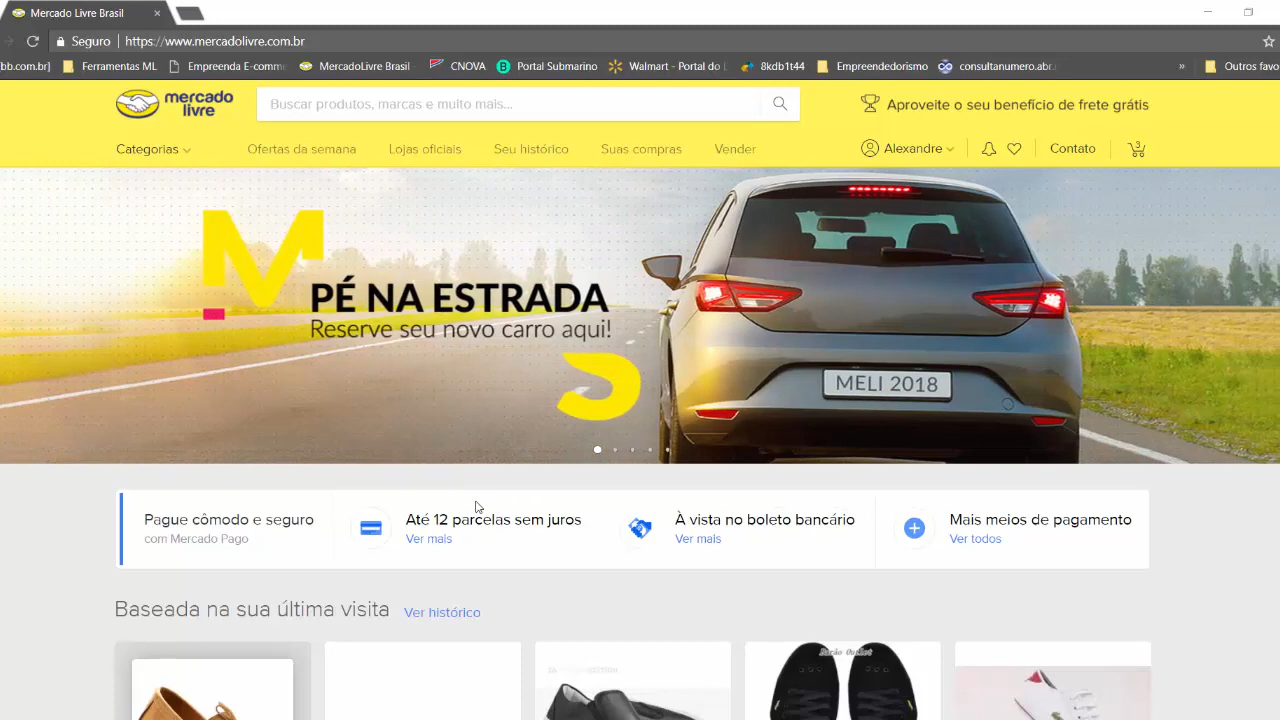 Mercado Livre Brasil
Seguro https://www.mercadolivre.com.br
bb.com.br] Ferramentas ML Empreenda E-comme MercadoLivre Brasil CNOVA Portal Submarino Walmart - Portal do L 8kdb1t44 Empreendedorismo consultanumero.abr. » Outros favo
mercado livre
Buscar produtos, marcas e muito mais...
Aproveite o seu benefício de frete grátis
Categorias Ofertas da semana Lojas oficiais Seu histórico Suas compras Vender Alexandre Contato 3
M
PÉ NA ESTRADA
Reserve seu novo carro aqui!
MELI 2018
Pague cômodo e seguro
com Mercado Pago
Até 12 parcelas sem juros
Ver mais
À vista no boleto bancário
Ver mais
Mais meios de pagamento
Ver todos
Baseada na sua última visita Ver histórico